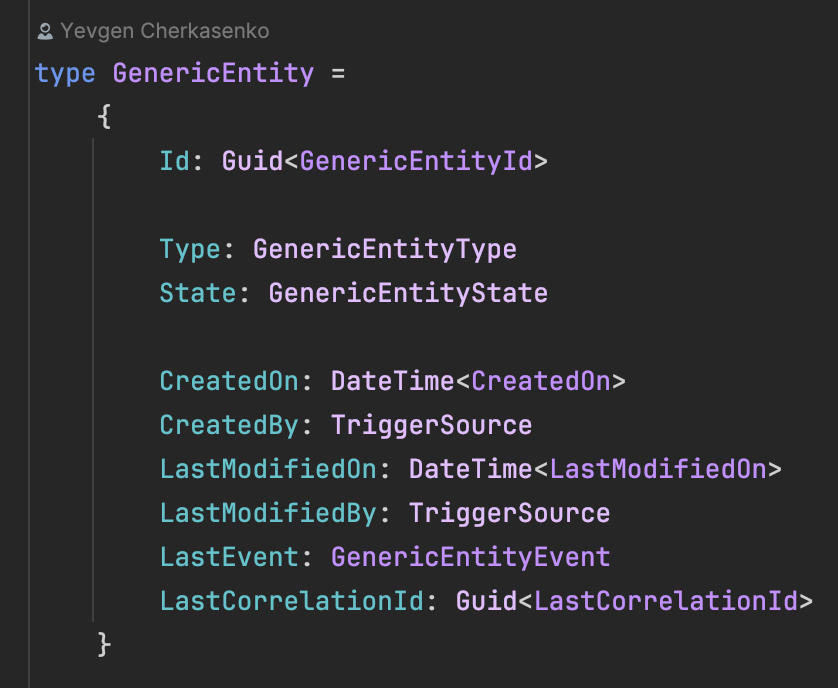 Yevgen Cherkasenko
type GenericEntity =
{
Id: Guid<GenericEntityId>
Type: GenericEntityType
State: GenericEntityState
CreatedOn: DateTime<CreatedOn>
CreatedBy: TriggerSource
LastModifiedOn: DateTime<LastModifiedOn>
LastModifiedBy: TriggerSource
LastEvent: GenericEntityEvent
LastCorrelationId: Guid<LastCorrelationId>
}